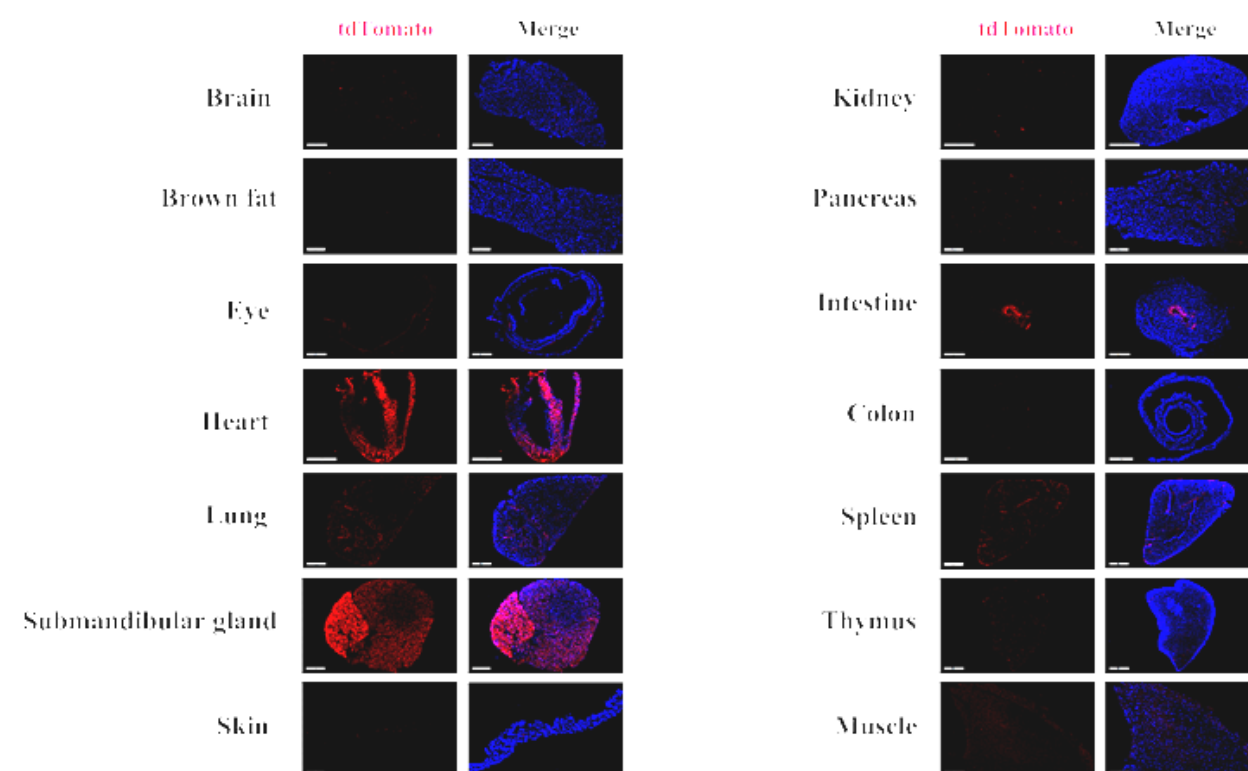 tdTomato Merge tdTomato Merge
Brain Kidney
Brown fat Pancreas
Eye Intestine
Heart Colon
Lung Spleen
Submandibular gland Thymus
Skin Muscle